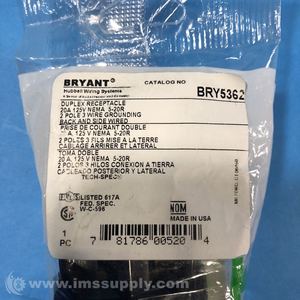 BRYANT®
CATALOG NO
Hubbell Wiring Systems
BRY5362
DUPLEX RECEPTACLE
20A 125V NEMA 5-20R
2 POLE 3 WIRE GROUNDING
BACK AND SIDE WIRED
PRISE DE COURANT DOUBLE
20 A 125 V NEMA 5-20R
2 POLOS 3 FILS MISE A LA TERRE
CABLAGE ARRIRER ET LATERAL
TOMA DOBLE
20 A, 125 V NEMA 5-20R
2 POLOS 3 HILOS CONEXION A TIERRA
CABLEADO POSTERIOR Y LATERAL
TECH-SPEC®
LISTED 617A
FED. SPEC.
W-C-596
NOM
MADE IN USA
1
PC
7 81786 00520 4
© www.imssupply.com